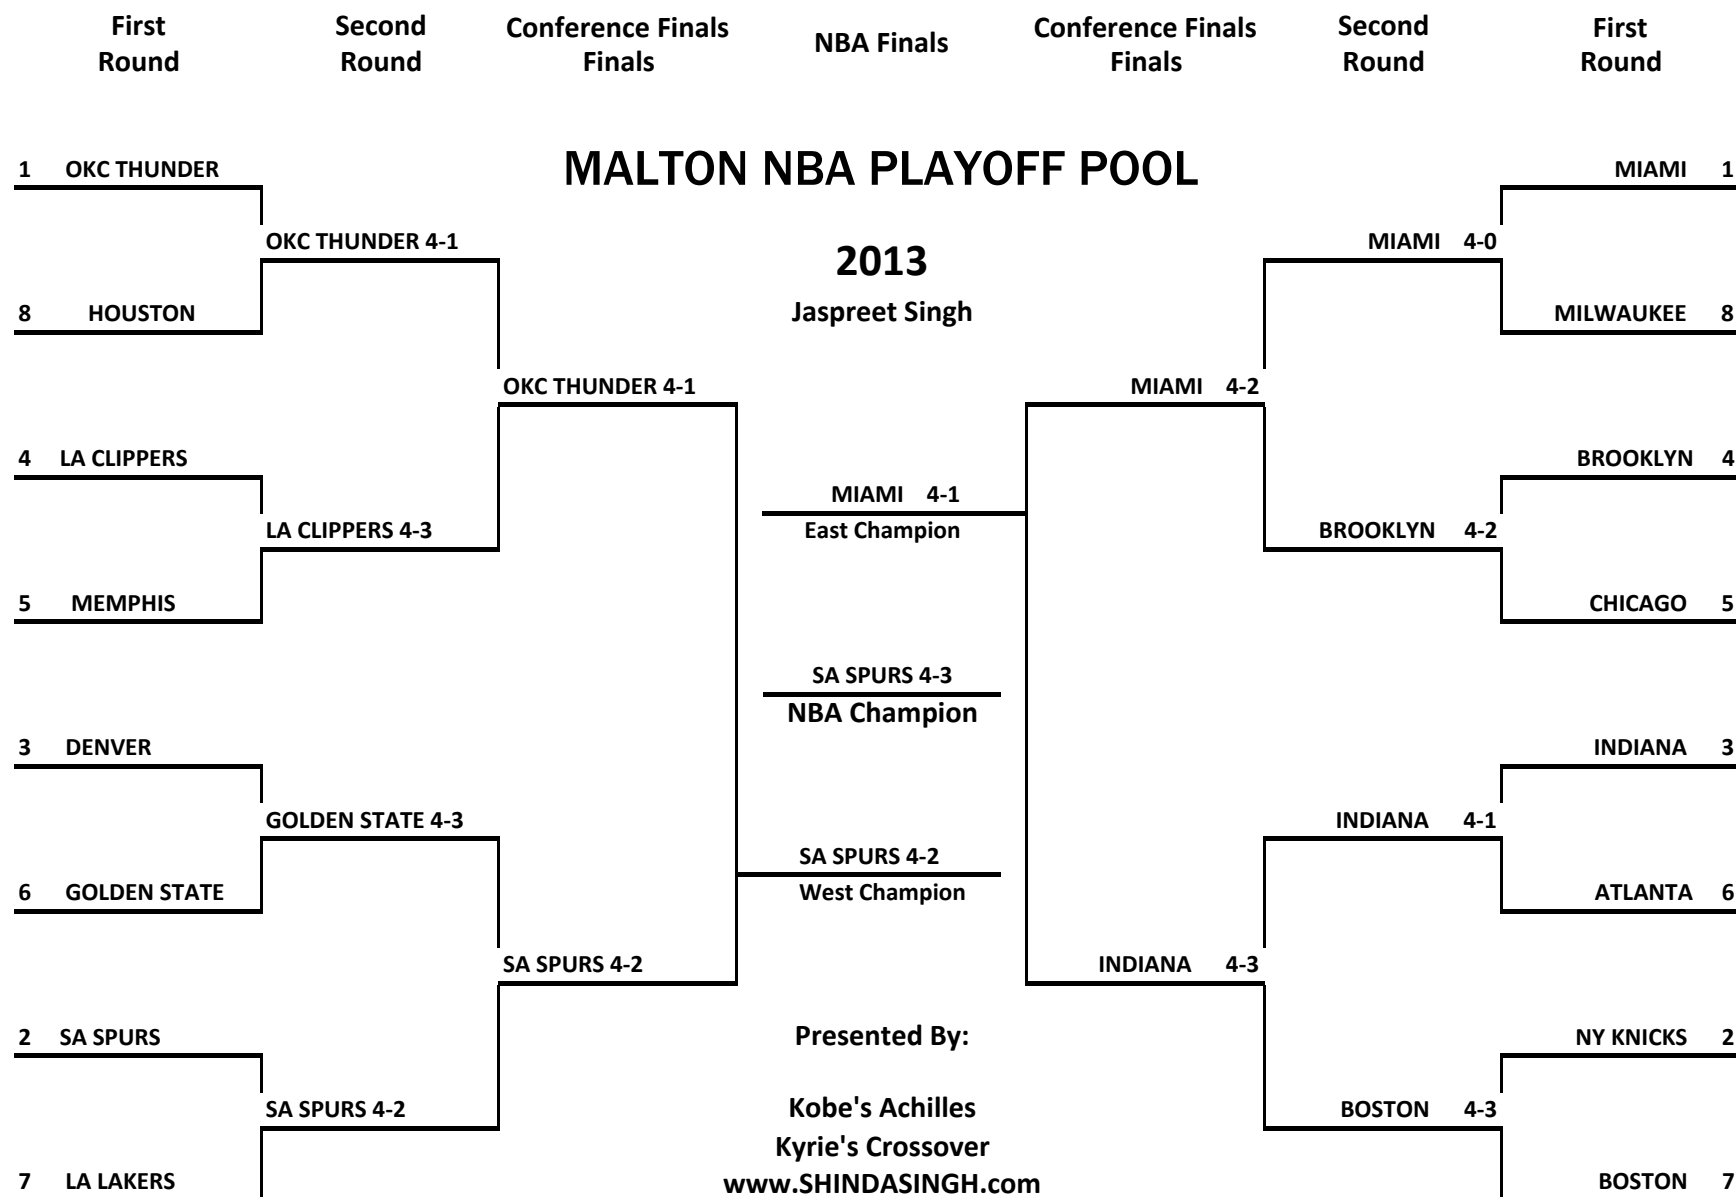 First Second Conference Finals NBA Finals Conference Finals Second First
Round Round Finals Finals Round Round
MALTON NBA PLAYOFF POOL
1 OKC THUNDER MIAMI 1
OKC THUNDER 4-1 2013 MIAMI 4-0
8 HOUSTON Jaspreet Singh MILWAUKEE 8
OKC THUNDER 4-1 MIAMI 4-2
4 LA CLIPPERS BROOKLYN 4
MIAMI 4-1
LA CLIPPERS 4-3 East Champion BROOKLYN 4-2
5 MEMPHIS CHICAGO 5
SA SPURS 4-3
NBA Champion
3 DENVER INDIANA 3
GOLDEN STATE 4-3 INDIANA 4-1
SA SPURS 4-2
6 GOLDEN STATE West Champion ATLANTA 6
SA SPURS 4-2 INDIANA 4-3
2 SA SPURS Presented By: NY KNICKS 2
SA SPURS 4-2 Kobe's Achilles BOSTON 4-3
Kyrie's Crossover
7 LA LAKERS www.SHINDASINGH.com BOSTON 7